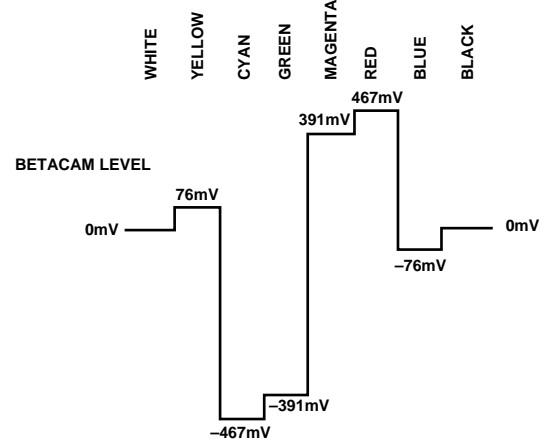 WHITE
YELLOW
CYAN
GREEN
MAGENTA
RED
BLUE
BLACK
467mV
391mV
BETACAM LEVEL
76mV
0mV
0mV
–76mV
–391mV
–467mV